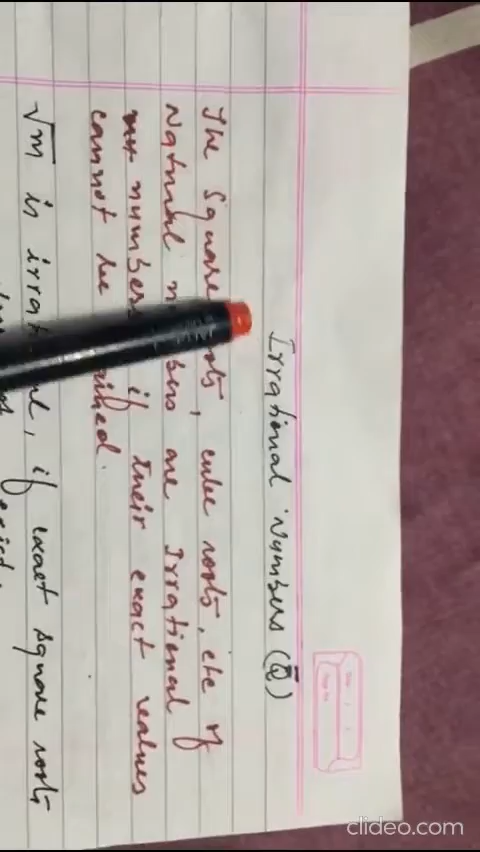 Irrational Numbers (Q̅)
The Square roots, cube roots, etc of
Natural numbers are Irrational
numbers if their exact values
cannot be
√m is irrational, if exact square roots
exist.
clideo.com